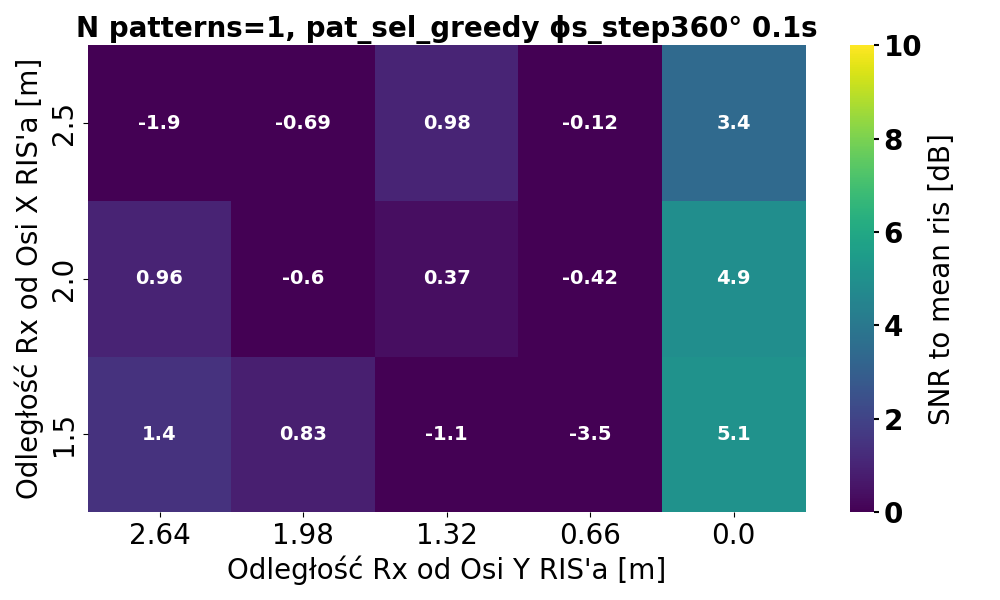 N patterns=1, pat_sel_greedy ϕs_step360° 0.1s
Odległość Rx od Osi X RIS'a [m]
2.5
2.0
1.5
-1.9 -0.69 0.98 -0.12 3.4
0.96 -0.6 0.37 -0.42 4.9
1.4 0.83 -1.1 -3.5 5.1
2.64 1.98 1.32 0.66 0.0
Odległość Rx od Osi Y RIS'a [m]
10
8
6
4
2
0
SNR to mean ris [dB]